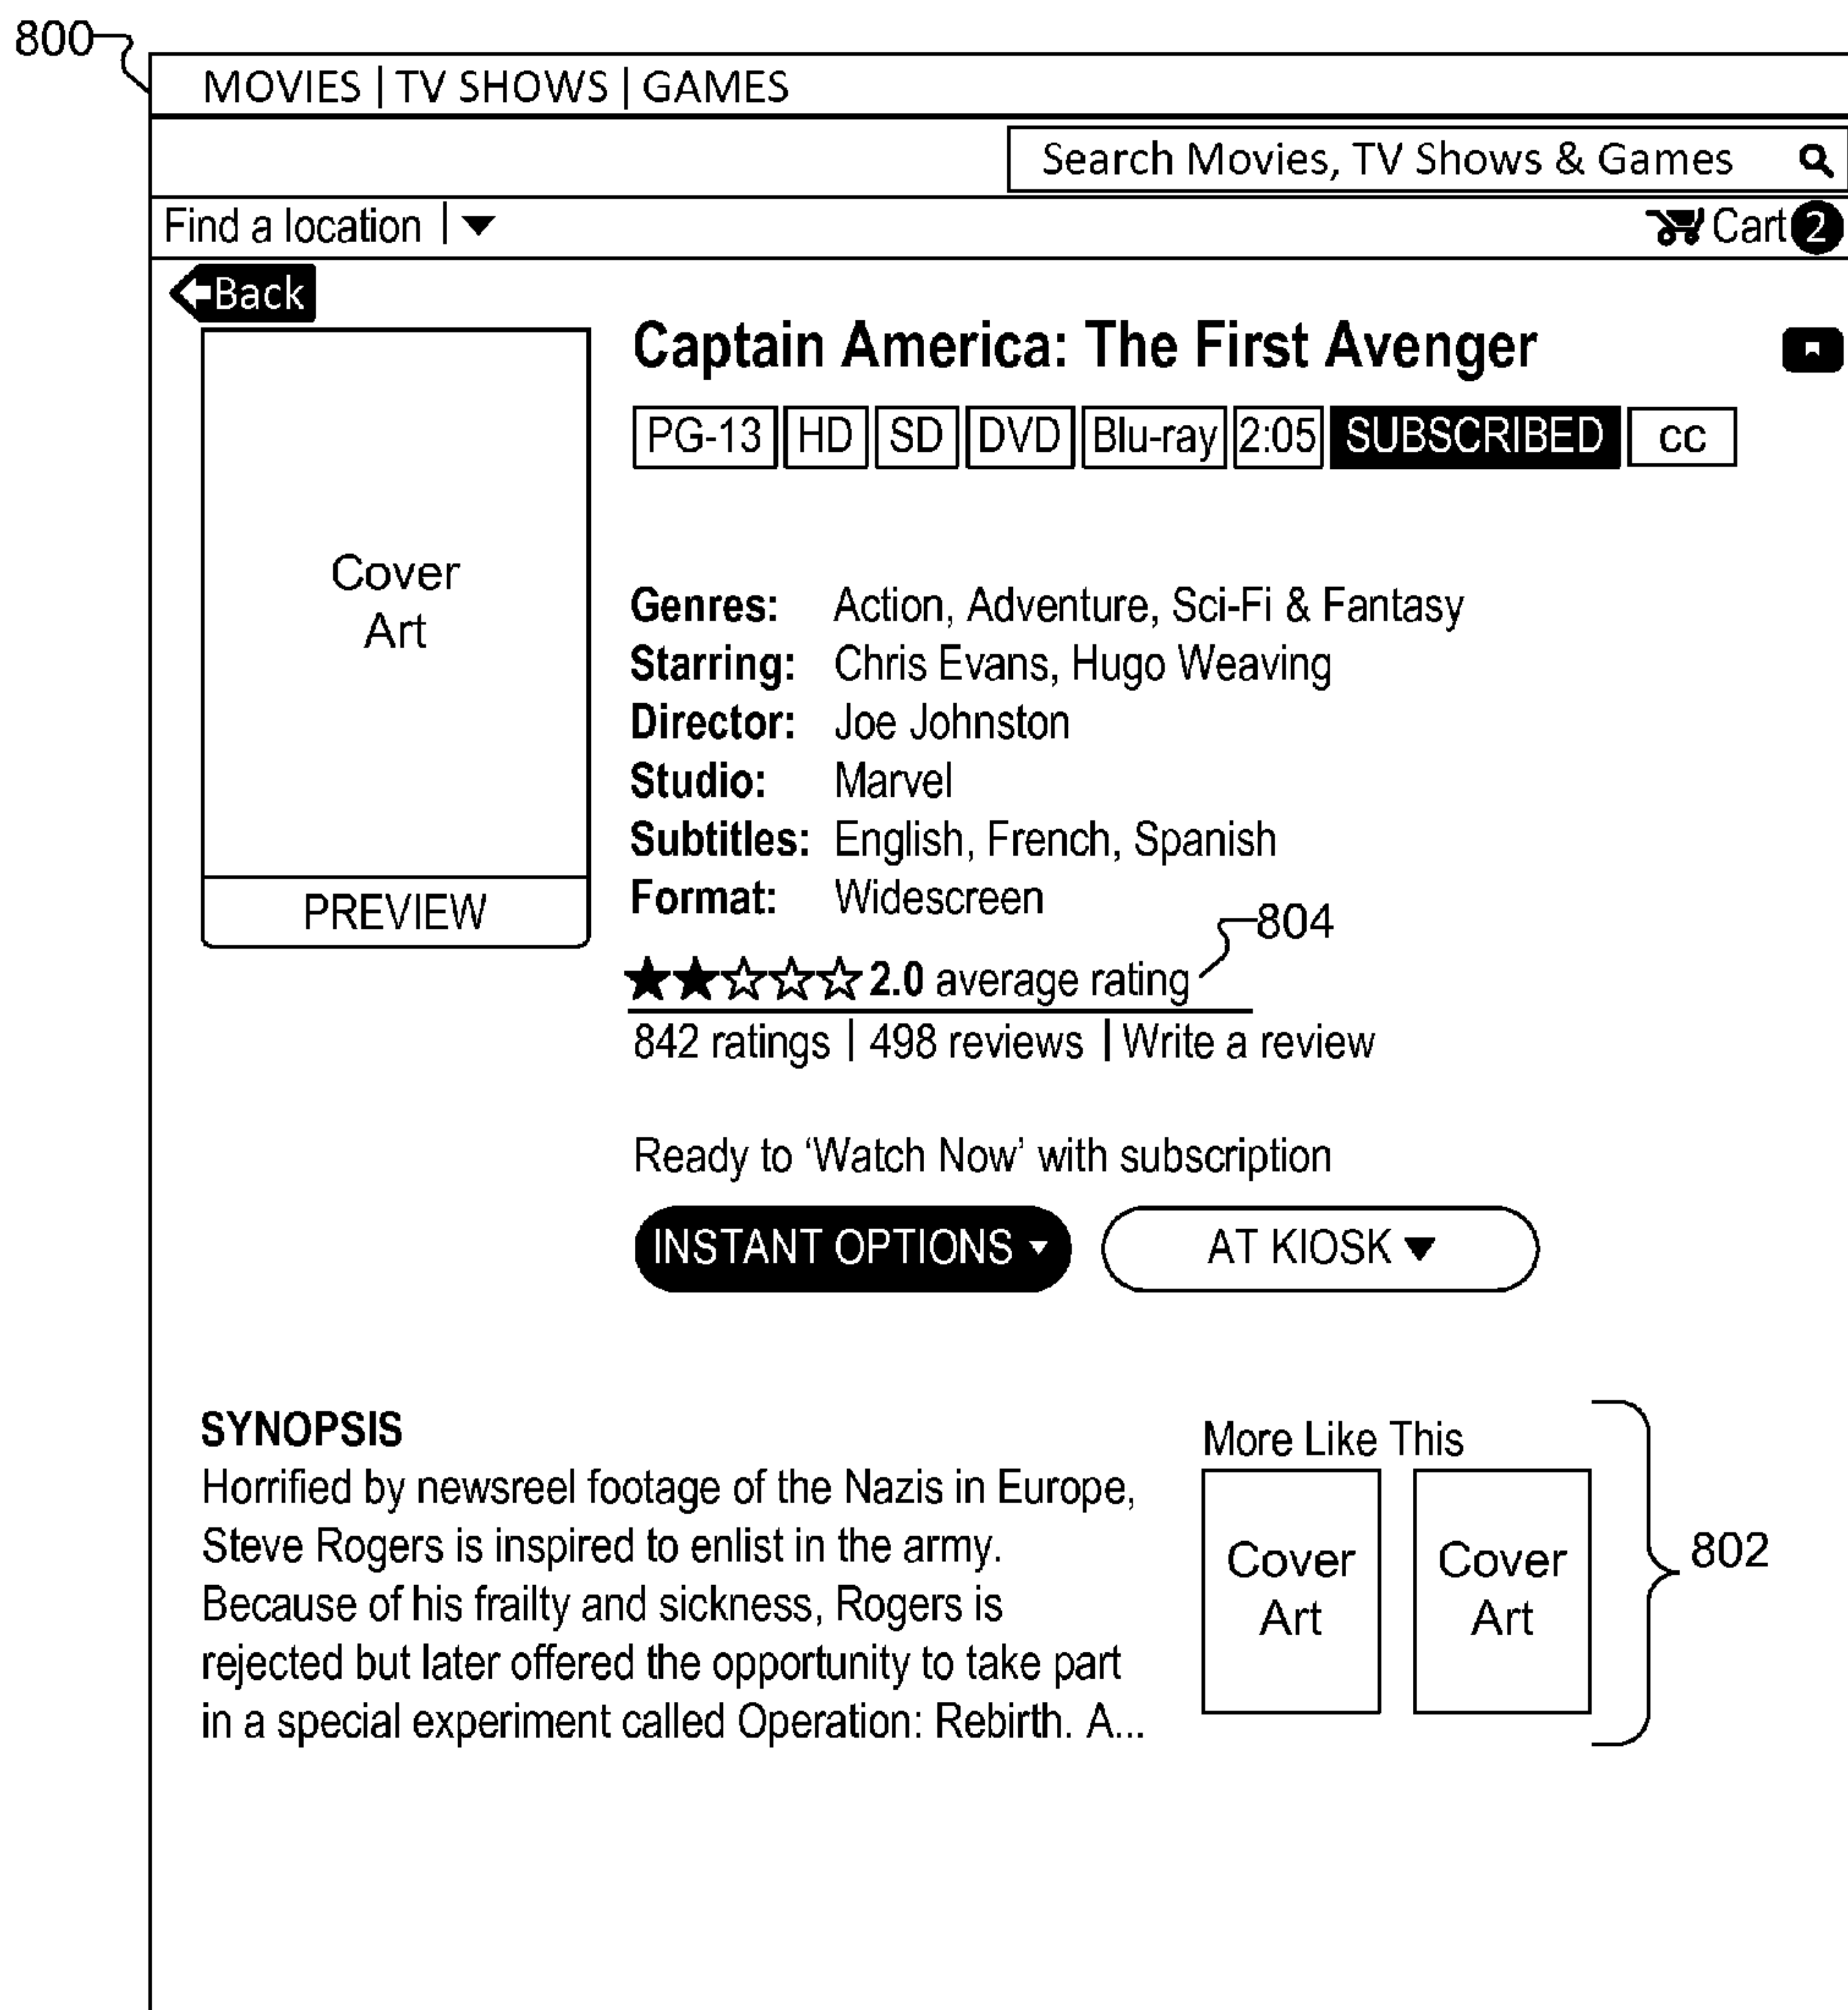 800
MOVIES | TV SHOWS | GAMES
Search Movies, TV Shows & Games
Find a location |
Cart 2
Back
Captain America: The First Avenger
PG-13 HD SD DVD Blu-ray 2:05 SUBSCRIBED CC
Cover
Art
PREVIEW
Genres: Action, Adventure, Sci-Fi & Fantasy
Starring: Chris Evans, Hugo Weaving
Director: Joe Johnston
Studio: Marvel
Subtitles: English, French, Spanish
Format: Widescreen
804
★★☆☆☆ 2.0 average rating
842 ratings | 498 reviews | Write a review
Ready to ‘Watch Now’ with subscription
INSTANT OPTIONS ▾ AT KIOSK ▾
SYNOPSIS
Horrified by newsreel footage of the Nazis in Europe,
Steve Rogers is inspired to enlist in the army.
Because of his frailty and sickness, Rogers is
rejected but later offered the opportunity to take part
in a special experiment called Operation: Rebirth. A...
More Like This
Cover
Art
Cover
Art
802